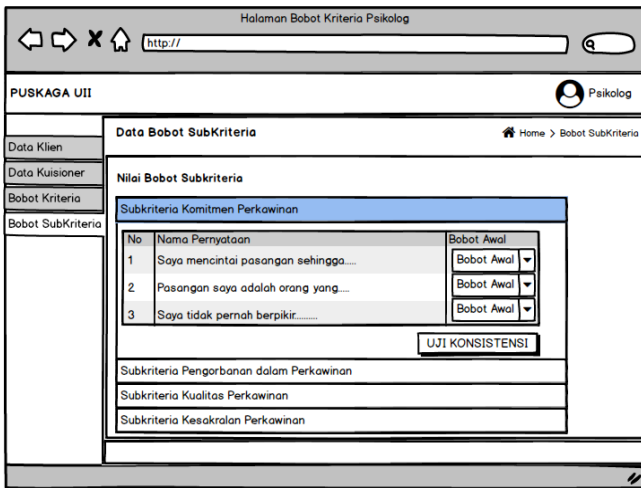 Halaman Bobot Kriteria Psikolog
http://
PUSKAGA UII
Psikolog
Data Klien
Data Kuisioner
Bobot Kriteria
Bobot SubKriteria
Data Bobot SubKriteria
Home > Bobot SubKriteria
Nilai Bobot Subkriteria
Subkriteria Komitmen Perkawinan
No Nama Pernyataan Bobot Awal
1 Saya mencintai pasangan sehingga..... Bobot Awal
2 Pasangan saya adalah orang yang..... Bobot Awal
3 Saya tidak pernah berpikir.......... Bobot Awal
UJI KONSISTENSI
Subkriteria Pengorbanan dalam Perkawinan
Subkriteria Kualitas Perkawinan
Subkriteria Kesakralan Perkawinan